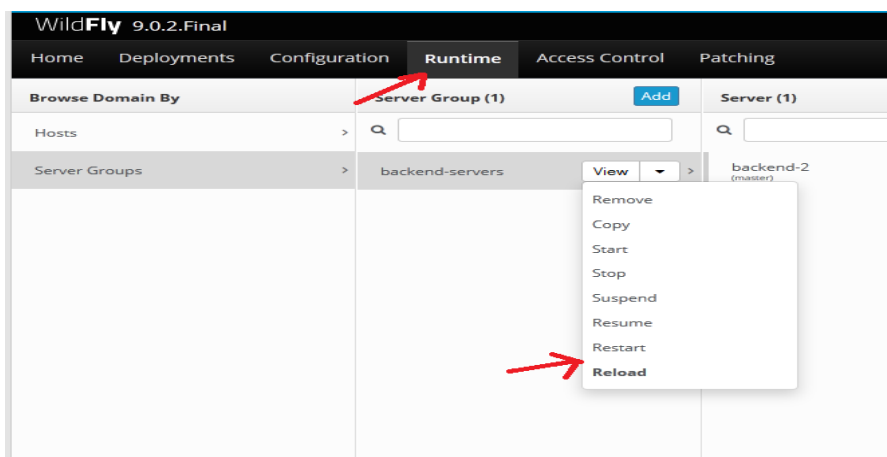 WildFly 9.0.2.Final
Home Deployments Configuration Runtime Access Control Patching
Browse Domain By
Server Group (1) Add
Server (1)
Hosts
Server Groups
backend-servers View
backend-2
(master)
Remove
Copy
Start
Stop
Suspend
Resume
Restart
Reload